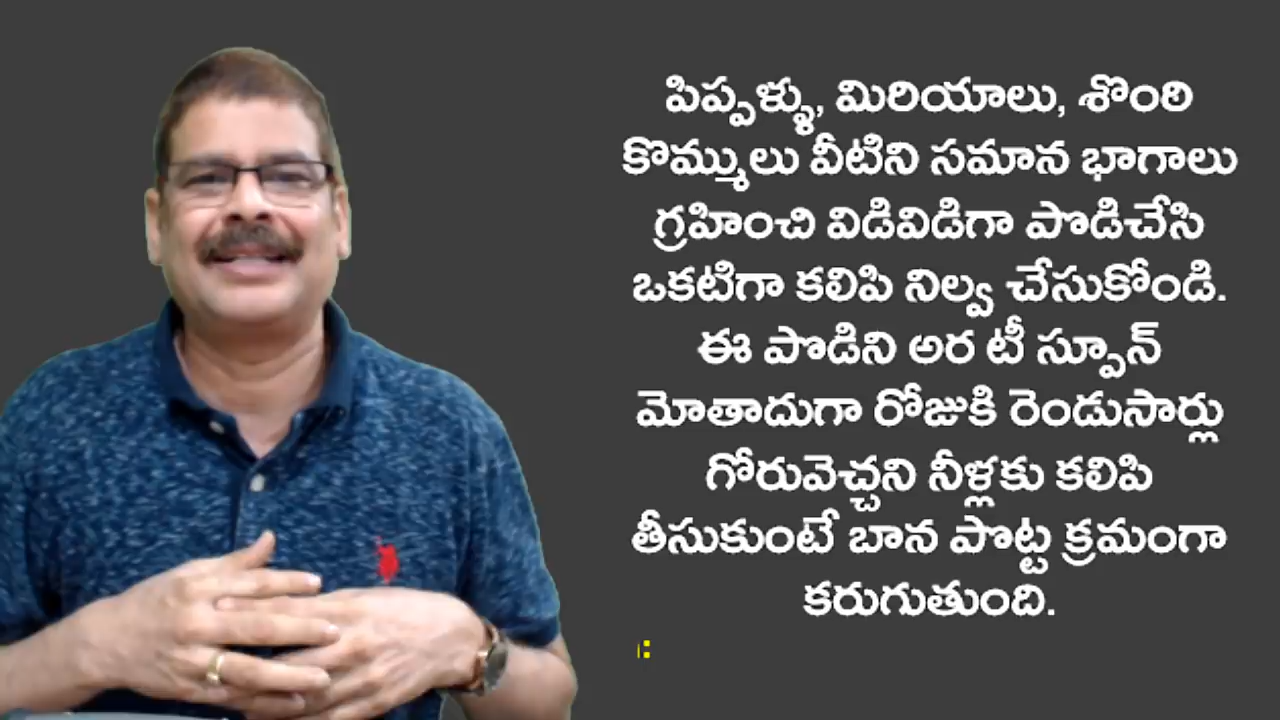 పిప్పళ్ళు, మిరియాలు, శొంఠి
కొమ్ములు వీటిని సమాన భాగాలు
గ్రహించి విడివిడిగా పొడిచేసి
ఒకటిగా కలిపి నిల్వ చేసుకోండి.
ఈ పొడిని అర టీ స్పూన్
మోతాదుగా రోజుకి రెండుసార్లు
గోరువెచ్చని నీళ్లకు కలిపి
తీసుకుంటే బాన పొట్ట క్రమంగా
కరుగుతుంది.